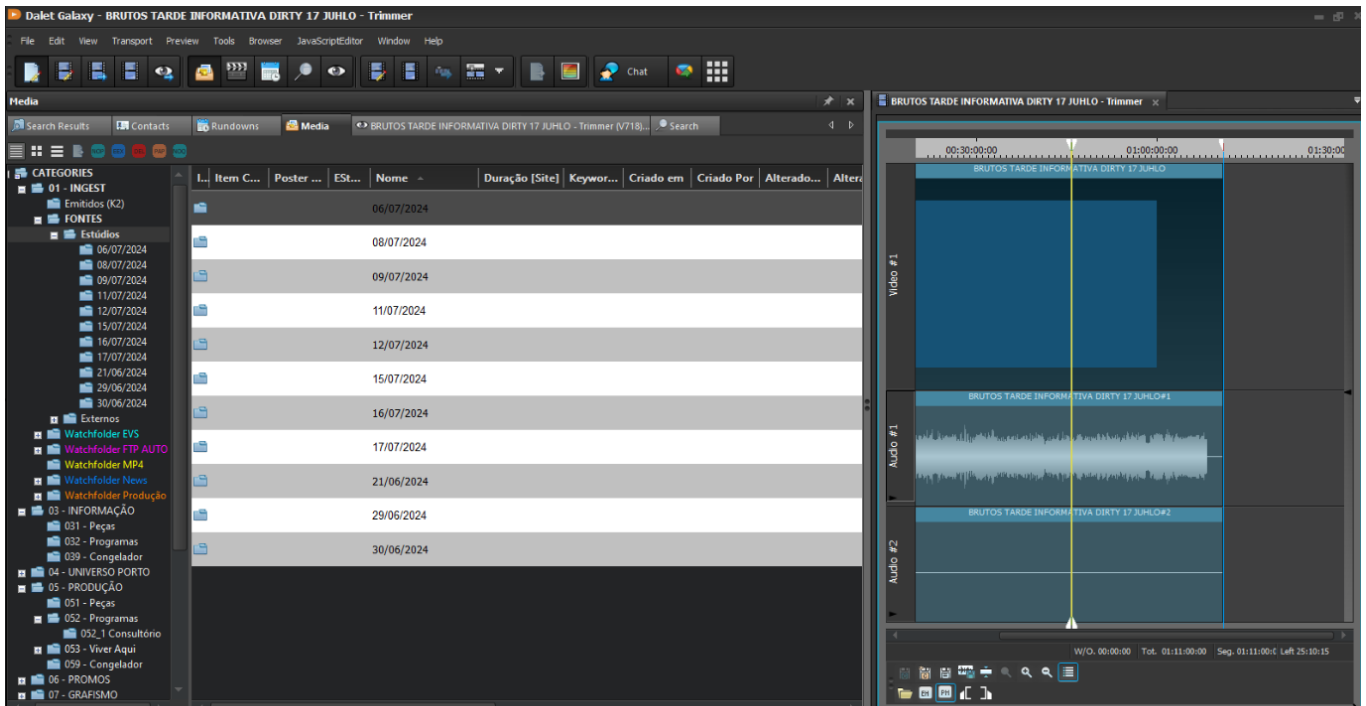 Dalet Galaxy - BRUTOS TARDE INFORMATIVA DIRTY 17 JUHLO - Trimmer
File Edit View Transport Preview Tools Browser JavaScriptEditor Window Help
Chat
Media
Search Results Contacts Rundowns Media BRUTOS TARDE INFORMATIVA DIRTY 17 JUHLO - Trimmer (V718)... Search
CATEGORIES
01 - INGEST
Emitidos (K2)
FONTES
Estúdios
06/07/2024
08/07/2024
09/07/2024
11/07/2024
12/07/2024
15/07/2024
16/07/2024
17/07/2024
21/06/2024
29/06/2024
30/06/2024
Externos
Watchfolder EVS
Watchfolder FTP AUTO
Watchfolder MP4
Watchfolder News
Watchfolder Produção
03 - INFORMAÇÃO
031 - Peças
032 - Programas
039 - Congelador
04 - UNIVERSO PORTO
05 - PRODUÇÃO
051 - Peças
052 - Programas
052_1 Consultório
053 - Viver Aqui
059 - Congelador
06 - PROMOS
07 - GRAFISMO
I... Item C... Poster ... ESt... Nome Duração [Site] Keywor... Criado em Criado Por Alterado... Altera
06/07/2024
08/07/2024
09/07/2024
11/07/2024
12/07/2024
15/07/2024
16/07/2024
17/07/2024
21/06/2024
29/06/2024
30/06/2024
BRUTOS TARDE INFORMATIVA DIRTY 17 JUHLO - Trimmer
00:30:00:00 01:00:00:00 01:30:00
BRUTOS TARDE INFORMATIVA DIRTY 17 JUHLO
Video #1
BRUTOS TARDE INFORMATIVA DIRTY 17 JUHLO#1
Audio #1
BRUTOS TARDE INFORMATIVA DIRTY 17 JUHLO#2
Audio #2
W/O. 00:00:00 Tot. 01:11:00:00 Seg. 01:11:00:0 Left 25:10:15